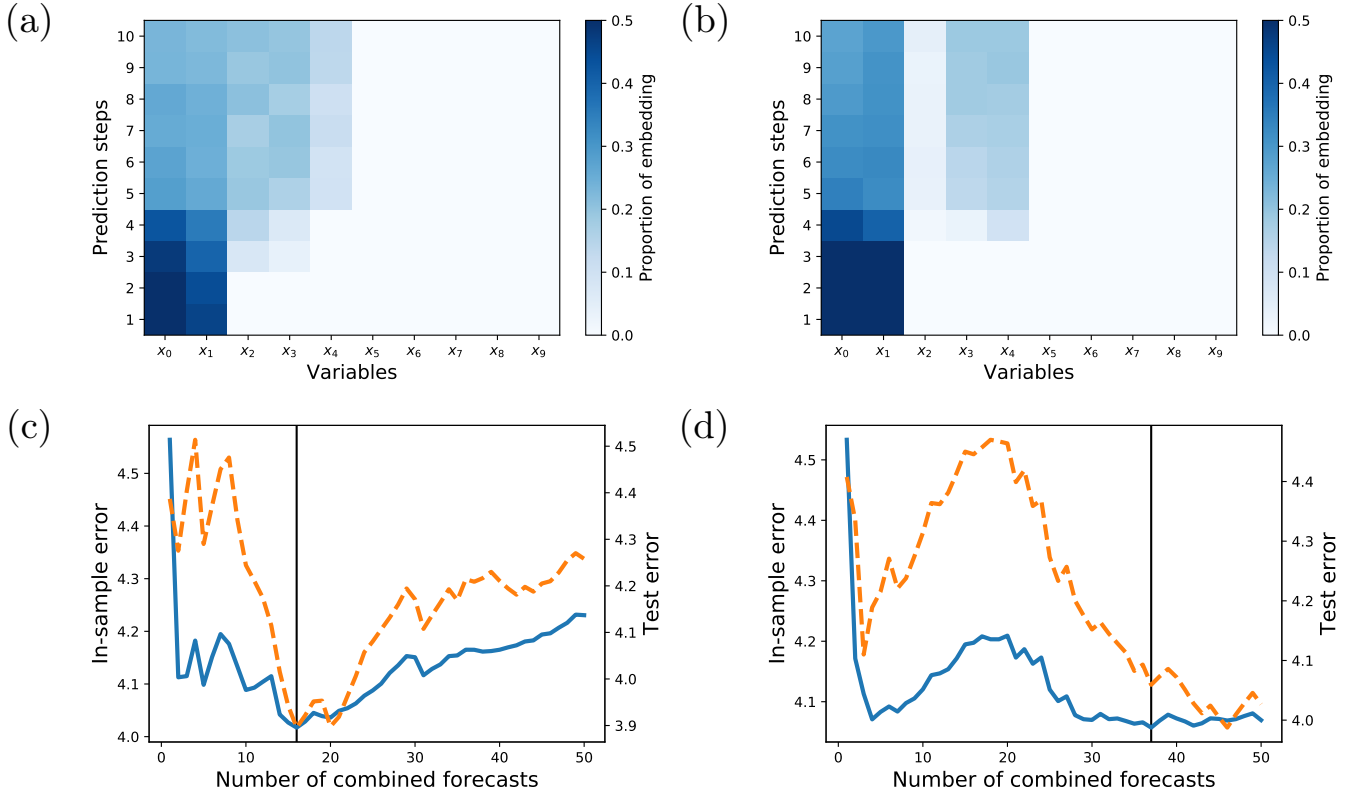 (a)
Prediction steps
10
9
8
7
6
5
4
3
2
1
x0 x1 x2 x3 x4 x5 x6 x7 x8 x9
Variables
0.5
0.4
0.3
0.2
0.1
0.0
Proportion of embedding
(b)
Prediction steps
10
9
8
7
6
5
4
3
2
1
x0 x1 x2 x3 x4 x5 x6 x7 x8 x9
Variables
0.5
0.4
0.3
0.2
0.1
0.0
Proportion of embedding
(c)
In-sample error
4.5
4.4
4.3
4.2
4.1
4.0
0 10 20 30 40 50
Number of combined forecasts
4.5
4.4
4.3
4.2
4.1
4.0
3.9
Test error
(d)
In-sample error
4.5
4.4
4.3
4.2
4.1
0 10 20 30 40 50
Number of combined forecasts
4.4
4.3
4.2
4.1
4.0
Test error